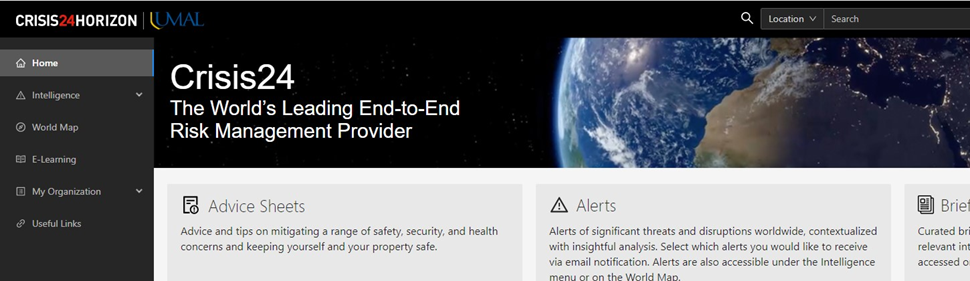 CRISIS24HORIZON UMAL
Location
Search
Home
Intelligence
World Map
E-Learning
My Organization
Useful Links
Crisis24
The World's Leading End-to-End
Risk Management Provider
Advice Sheets
Advice and tips on mitigating a range of safety, security, and health
concerns and keeping yourself and your property safe.
Alerts
Alerts of significant threats and disruptions worldwide, contextualized
with insightful analysis. Select which alerts you would like to receive
via email notification. Alerts are also accessible under the Intelligence
menu or on the World Map.
Brief
Curated bri
relevant int
accessed o